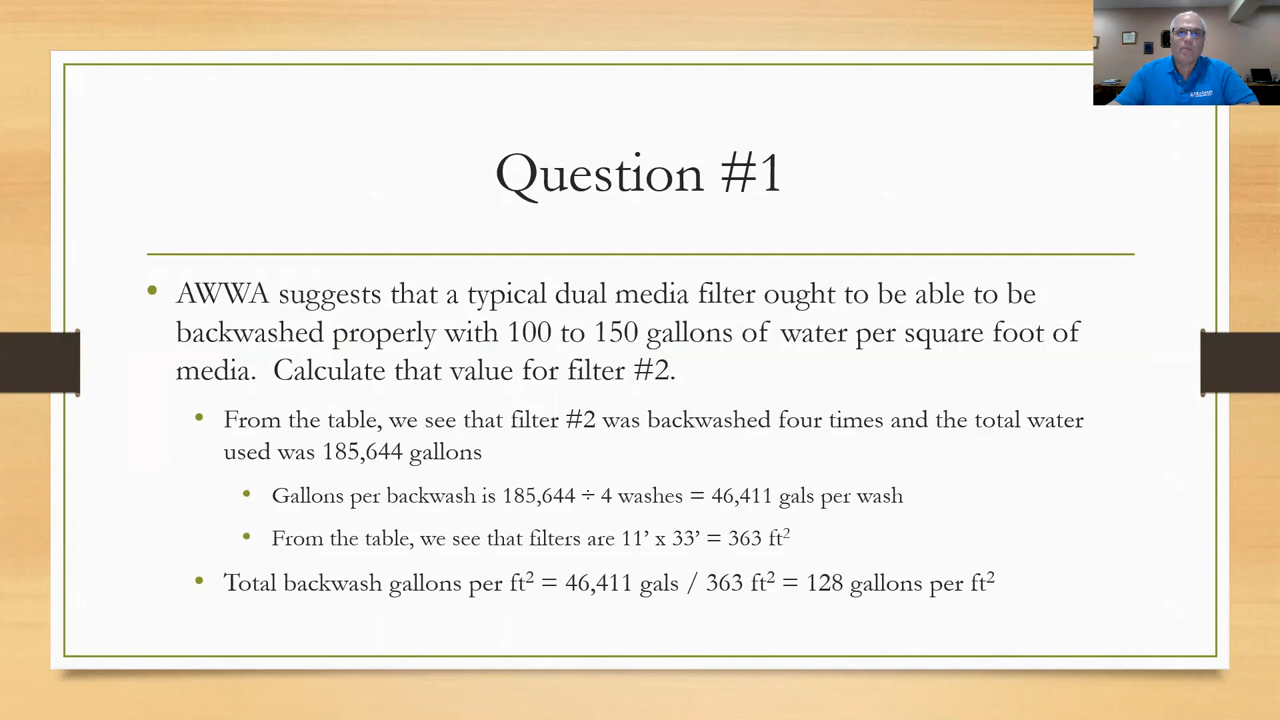 Question #1
• AWWA suggests that a typical dual media filter ought to be able to be
backwashed properly with 100 to 150 gallons of water per square foot of
media.  Calculate that value for filter #2.
• From the table, we see that filter #2 was backwashed four times and the total water
used was 185,644 gallons
• Gallons per backwash is 185,644 ÷ 4 washes = 46,411 gals per wash
• From the table, we see that filters are 11’ x 33’ = 363 ft²
• Total backwash gallons per ft² = 46,411 gals / 363 ft² = 128 gallons per ft²